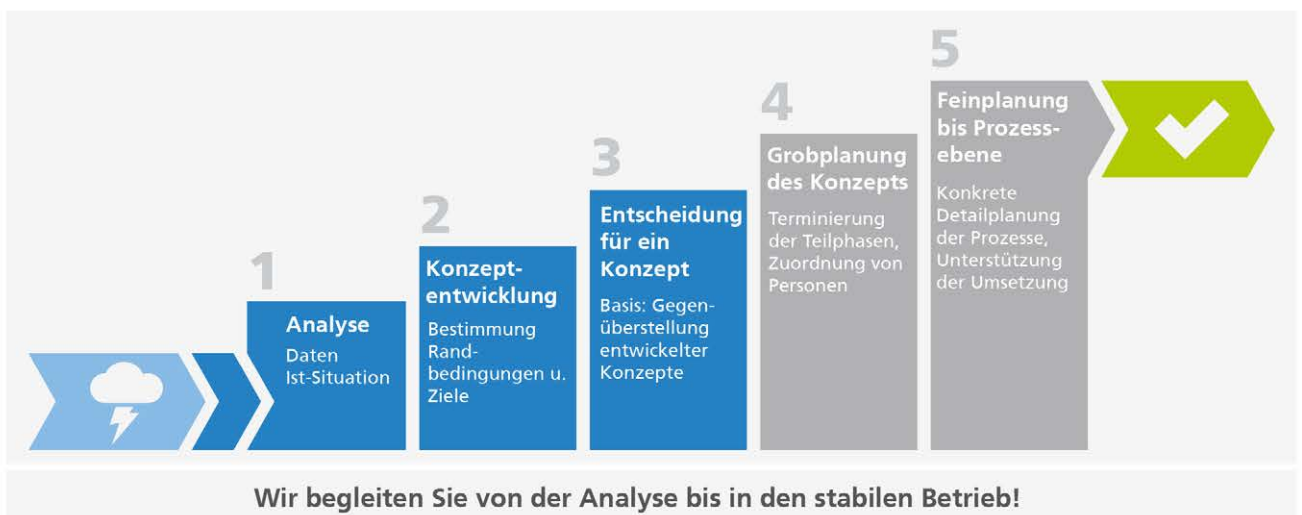 1
Analyse
Daten
Ist-Situation
2
Konzept-
entwicklung
Bestimmung
Rand-
bedingungen u.
Ziele
3
Entscheidung
für ein
Konzept
Basis: Gegen-
überstellung
entwickelter
Konzepte
4
Grobplanung
des Konzepts
Terminierung
der Teilphasen,
Zuordnung von
Personen
5
Feinplanung
bis Prozess-
ebene
Konkrete
Detailplanung
der Prozesse,
Unterstützung
der Umsetzung
Wir begleiten Sie von der Analyse bis in den stabilen Betrieb!